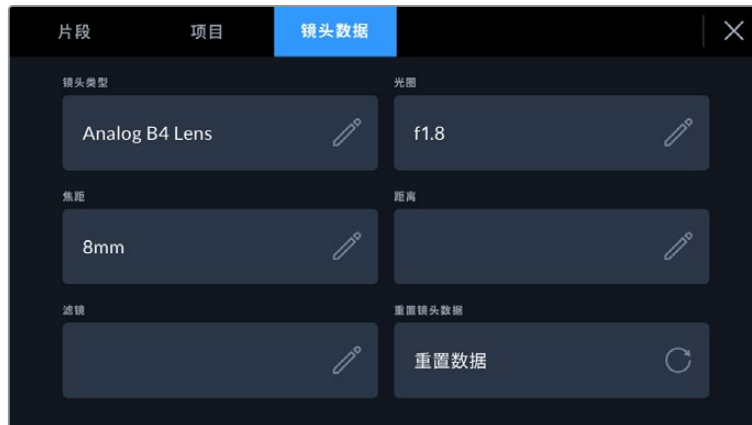 片段 项目 镜头数据
镜头类型 光圈
Analog B4 Lens f1.8
焦距 距离
8mm
滤镜 重置镜头数据
重置数据